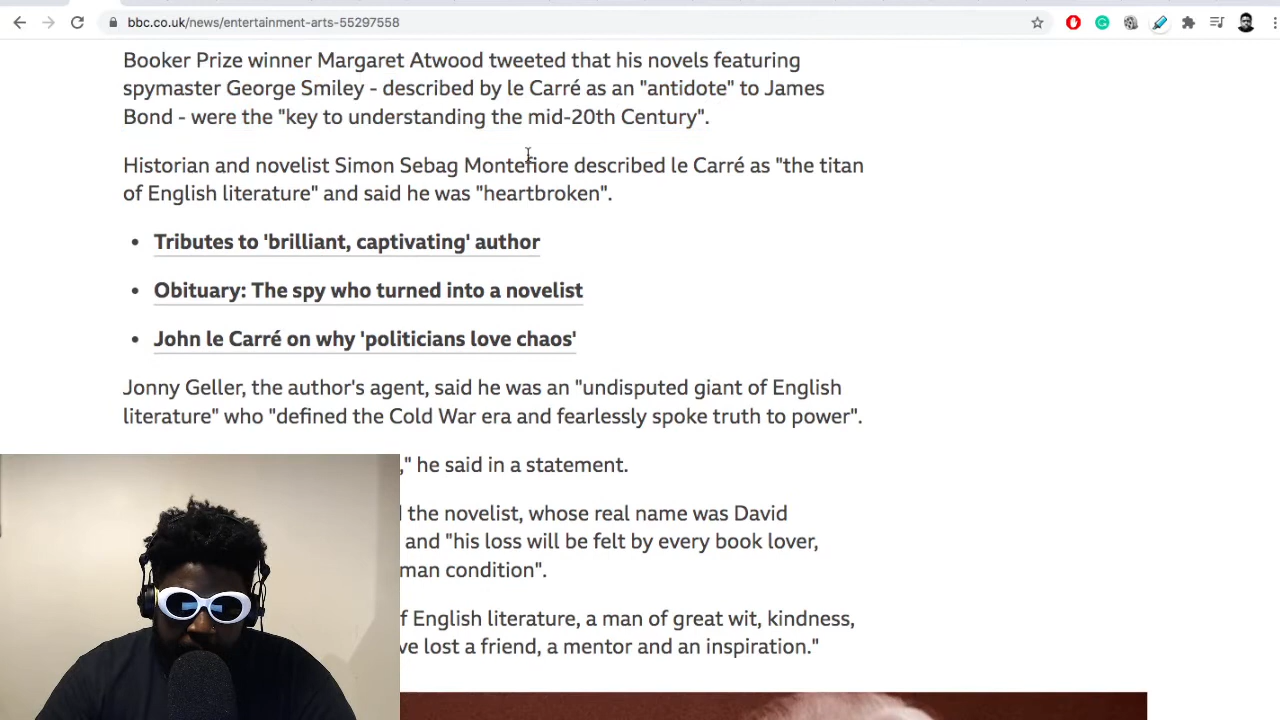 bbc.co.uk/news/entertainment-arts-55297558
Booker Prize winner Margaret Atwood tweeted that his novels featuring
spymaster George Smiley - described by le Carré as an "antidote" to James
Bond - were the "key to understanding the mid-20th Century".
Historian and novelist Simon Sebag Montefiore described le Carré as "the titan
of English literature" and said he was "heartbroken".
• Tributes to 'brilliant, captivating' author
• Obituary: The spy who turned into a novelist
• John le Carré on why 'politicians love chaos'
Jonny Geller, the author's agent, said he was an "undisputed giant of English
literature" who "defined the Cold War era and fearlessly spoke truth to power".
," he said in a statement.
the novelist, whose real name was David
and "his loss will be felt by every book lover,
man condition".
f English literature, a man of great wit, kindness,
ve lost a friend, a mentor and an inspiration."